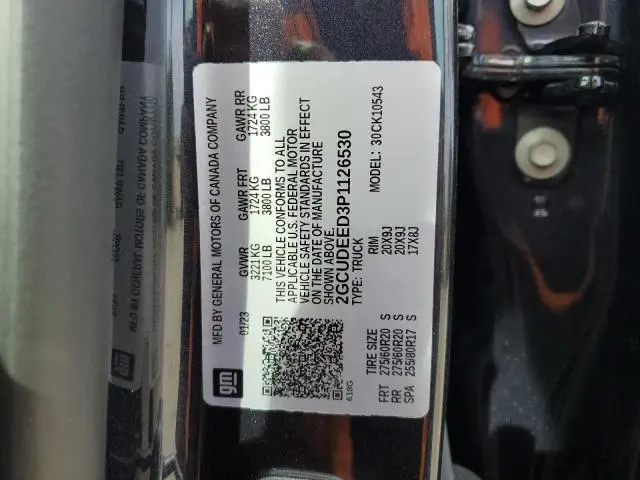 MFD BY GENERAL MOTORS OF CANADA COMPANY
01/23 GVWR GAWR FRT GAWR RR
3221 KG 1724 KG 1724 KG
7100 LB 3800 LB 3800 LB
THIS VEHICLE CONFORMS TO ALL
APPLICABLE U.S. FEDERAL MOTOR
VEHICLE SAFETY STANDARDS IN EFFECT
ON THE DATE OF MANUFACTURE
SHOWN ABOVE.
2GCUDEED3P1126530
TYPE: TRUCK MODEL: 30CK10543
gm
618G
TIRE SIZE RIM
FRT 275/60R20 S 20X9J
RR 275/60R20 S 20X9J
SPA 255/80R17 S 17X8J